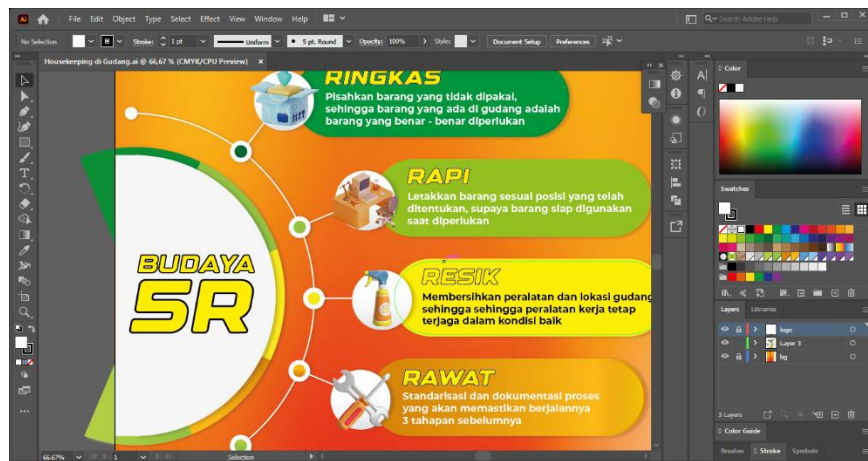 Ai File Edit Object Type Select Effect View Window Help Search Adobe Help
No Selection Stroke: 1 pt Uniform 5 pt. Round Opacity: 100% Style: Document Setup Preferences
Housekeeping di Gudang.ai @ 66,67 % (CMYK/CPU Preview)
RINGKAS
Pisahkan barang yang tidak dipakai,
sehingga barang yang ada di gudang adalah
barang yang benar - benar diperlukan
RAPI
Letakkan barang sesuai posisi yang telah
ditentukan, supaya barang siap digunakan
saat diperlukan
BUDAYA
5R
RESIK
Membersihkan peralatan dan lokasi gudang
sehingga sehingga peralatan kerja tetap
terjaga dalam kondisi baik
RAWAT
Standarisasi dan dokumentasi proses
yang akan memastikan berjalannya
3 tahapan sebelumnya
66,67% 1 Selection
Color
Swatches
Layers Libraries
logo
Layer 3
bg
3 Layers
Color Guide
Brushes Stroke Symbols